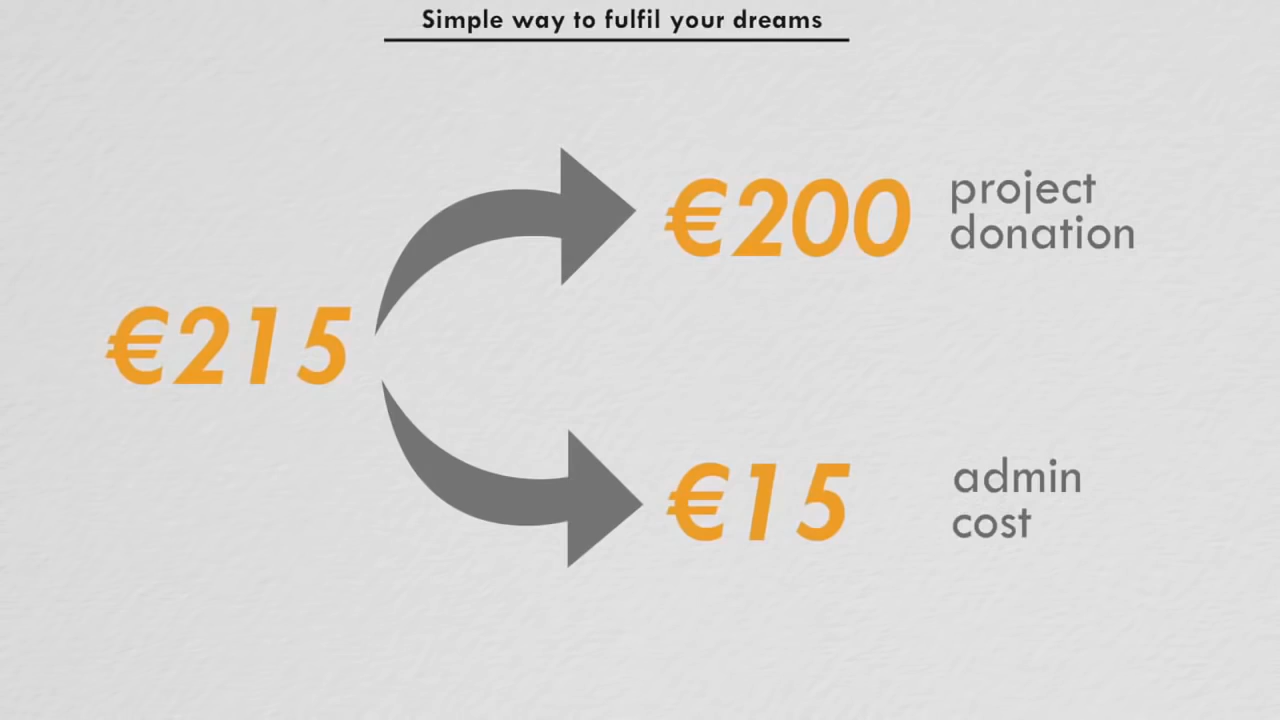 Simple way to fulfil your dreams
€200
project
donation
€215
€15
admin
cost